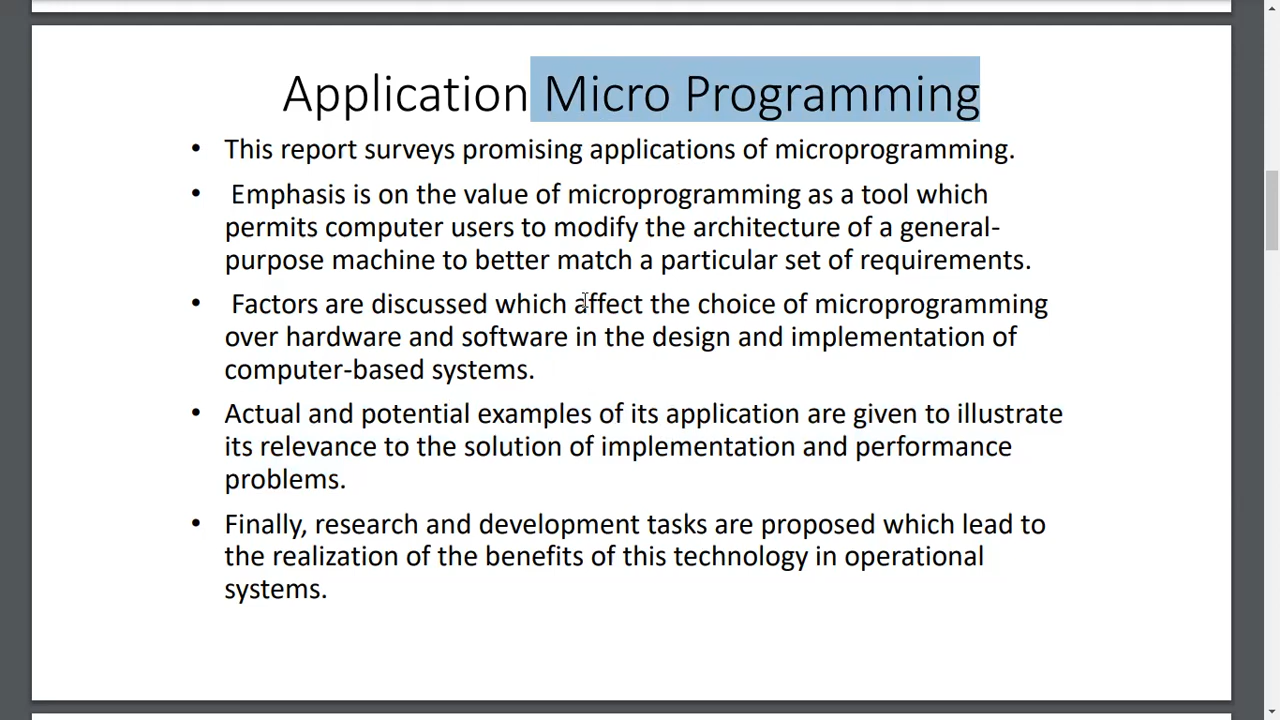 Application Micro Programming
• This report surveys promising applications of microprogramming.
• Emphasis is on the value of microprogramming as a tool which
permits computer users to modify the architecture of a general-
purpose machine to better match a particular set of requirements.
• Factors are discussed which affect the choice of microprogramming
over hardware and software in the design and implementation of
computer-based systems.
• Actual and potential examples of its application are given to illustrate
its relevance to the solution of implementation and performance
problems.
• Finally, research and development tasks are proposed which lead to
the realization of the benefits of this technology in operational
systems.